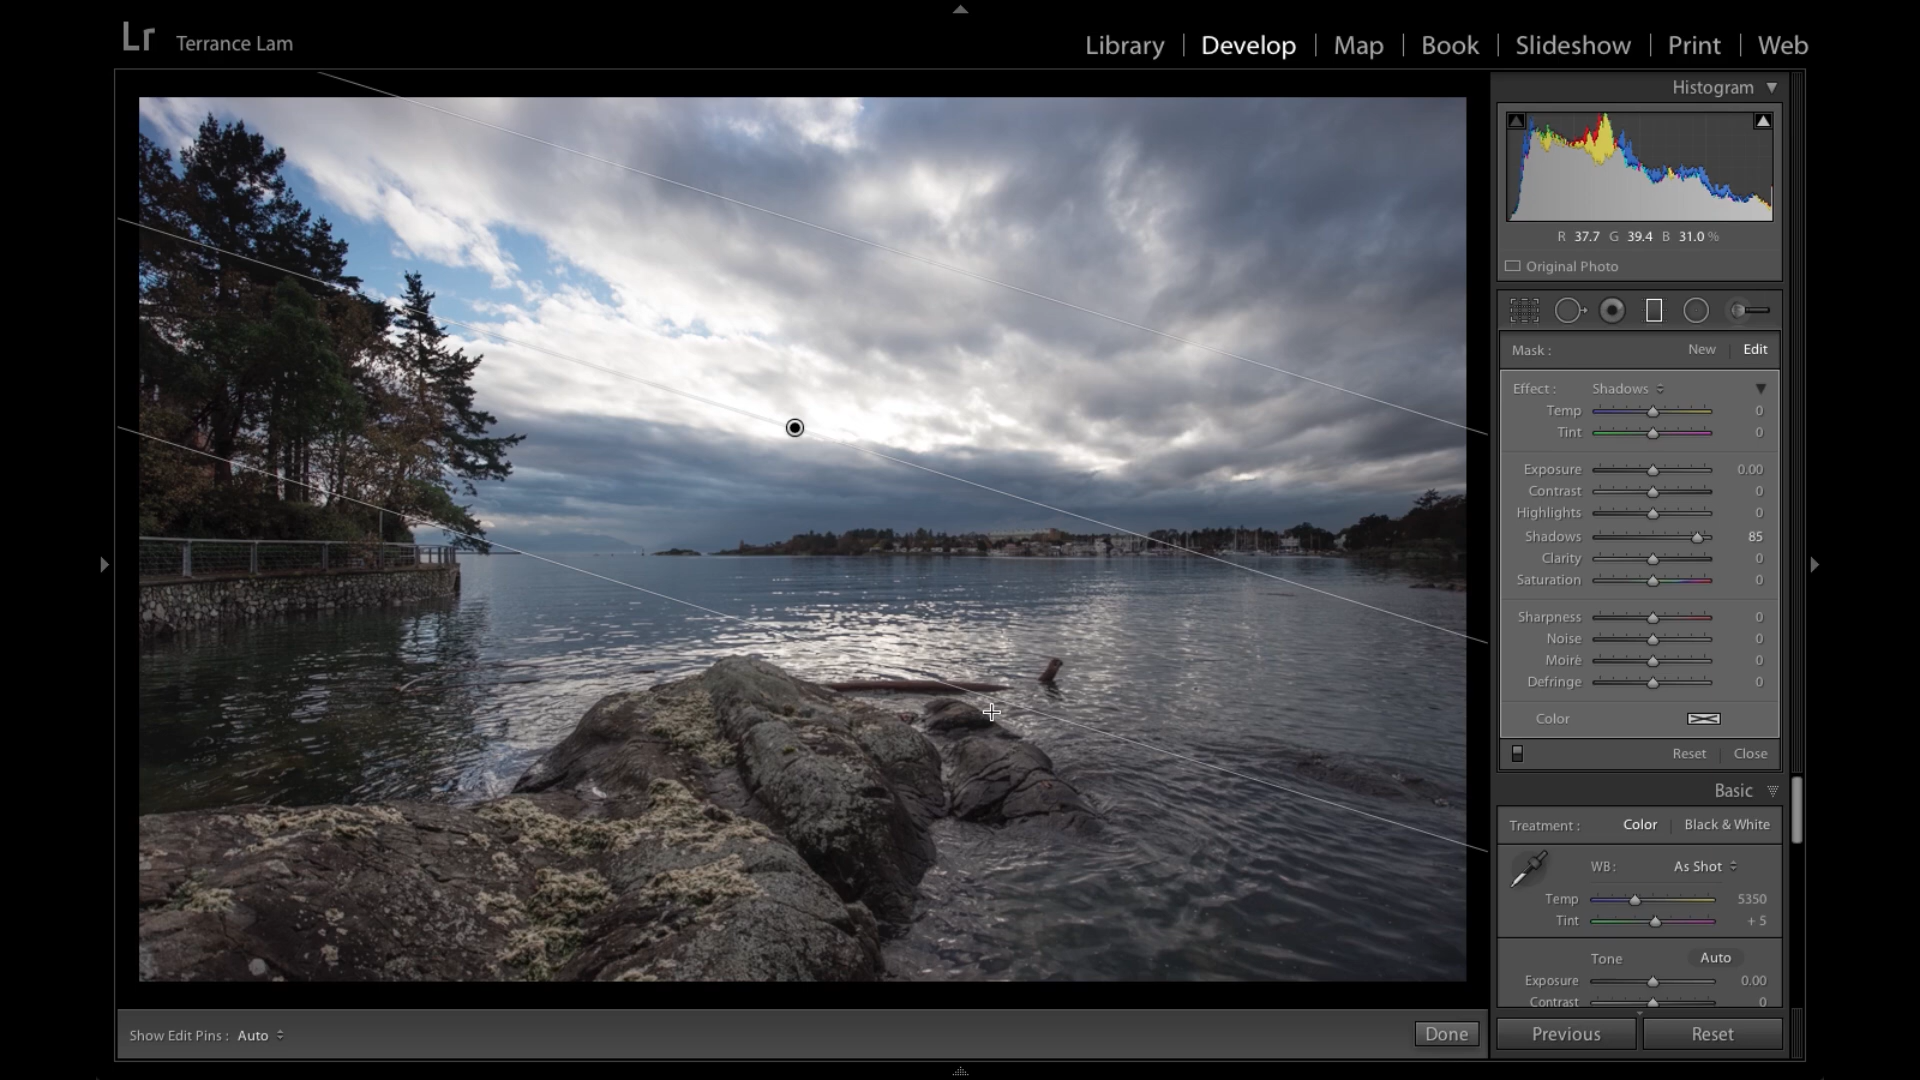 Lr Terrance Lam
Library | Develop | Map | Book | Slideshow | Print | Web
Histogram
R 37.7 G 39.4 B 31.0 %
Original Photo
Mask : New | Edit
Effect : Shadows
Temp 0
Tint 0
Exposure 0.00
Contrast 0
Highlights 0
Shadows 85
Clarity 0
Saturation 0
Sharpness 0
Noise 0
Moiré 0
Defringe 0
Color
Reset | Close
Basic
Treatment : Color | Black & White
WB : As Shot
Temp 5350
Tint + 5
Tone Auto
Exposure 0.00
Contrast 0
Show Edit Pins : Auto
Done
Previous
Reset